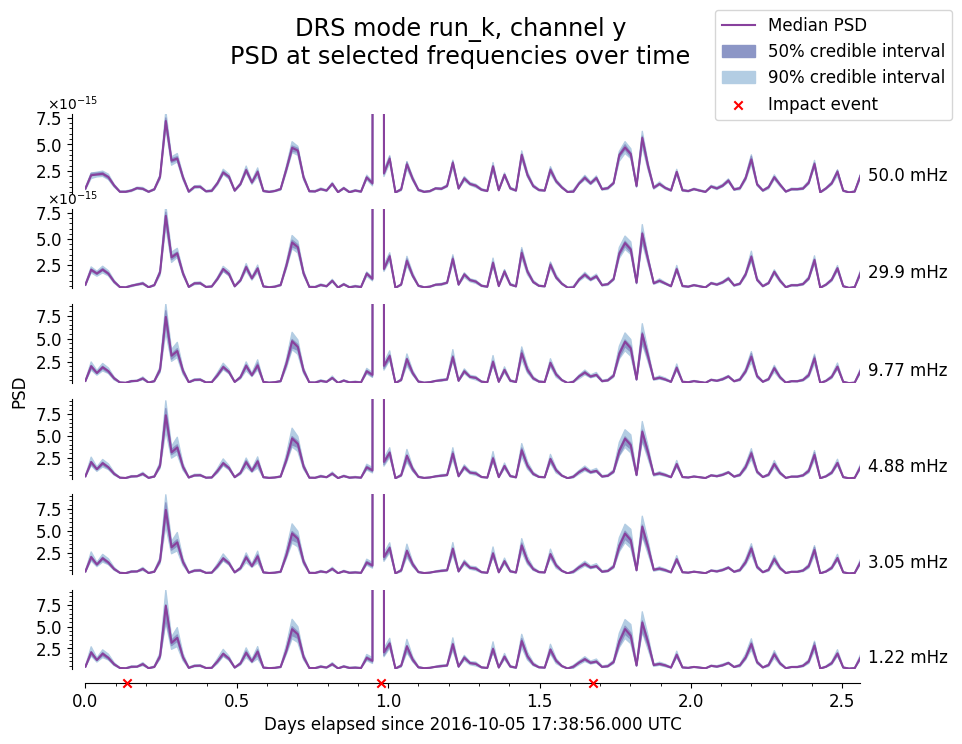 DRS mode run_k, channel y
PSD at selected frequencies over time
Median PSD
50% credible interval
90% credible interval
Impact event
×10⁻¹⁵
7.5
5.0
2.5
50.0 mHz
×10⁻¹⁵
7.5
5.0
2.5
29.9 mHz
7.5
5.0
2.5
9.77 mHz
PSD
7.5
5.0
2.5
4.88 mHz
7.5
5.0
2.5
3.05 mHz
7.5
5.0
2.5
1.22 mHz
0.0 0.5 1.0 1.5 2.0 2.5
Days elapsed since 2016-10-05 17:38:56.000 UTC